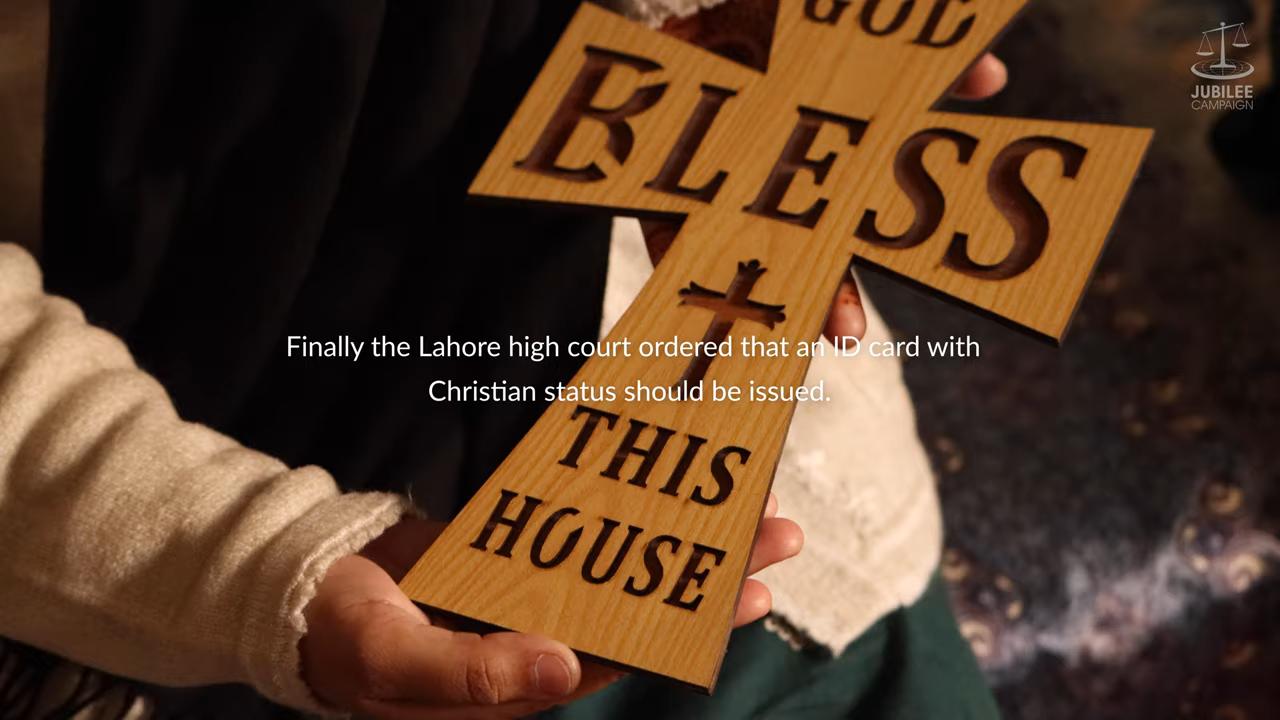 GOD
BLESS
THIS
HOUSE
Finally the Lahore high court ordered that an ID card with
Christian status should be issued.
JUBILEE
CAMPAIGN